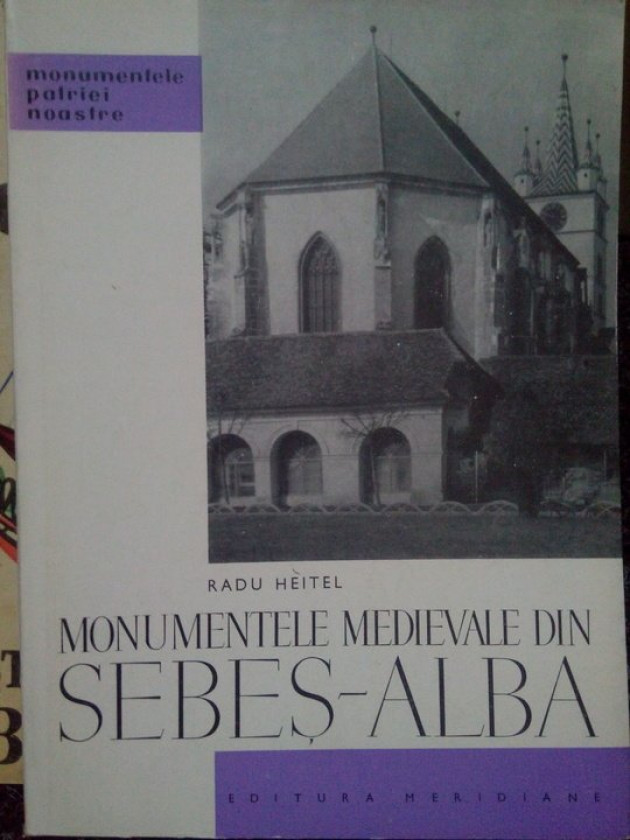 monumentele
patriei
noastre
RADU HEITEL
MONUMENTELE MEDIEVALE DIN
SEBEȘ-ALBA
EDITURA MERIDIANE